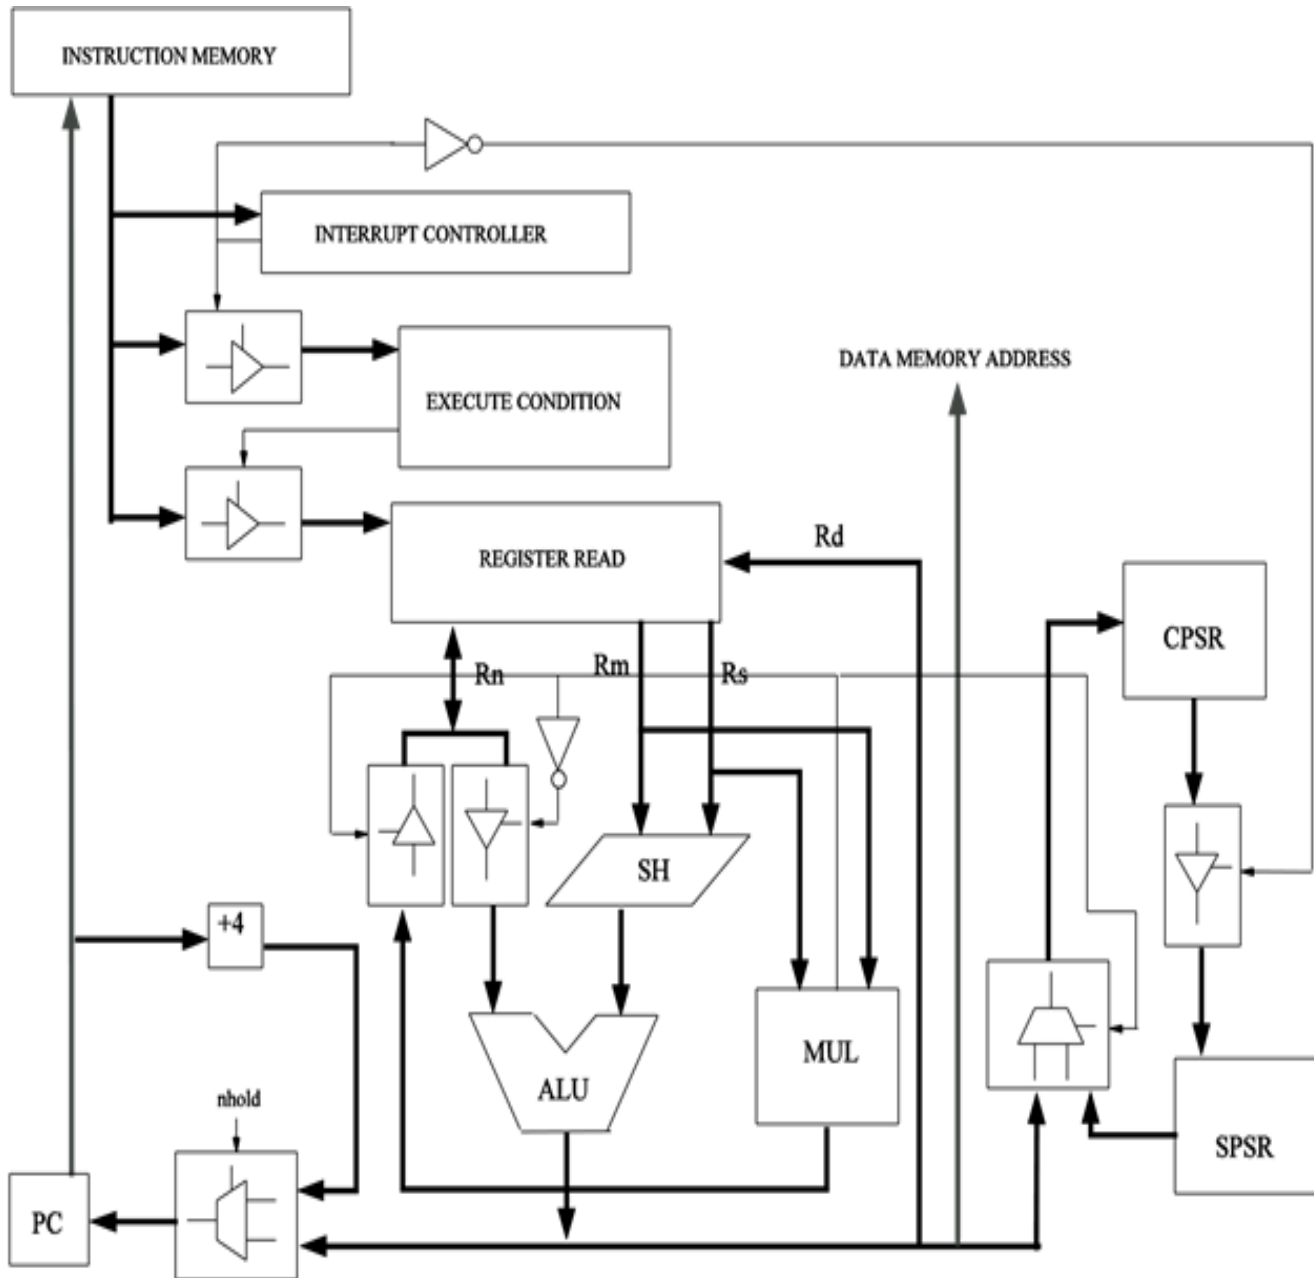 INSTRUCTION MEMORY
INTERRUPT CONTROLLER
EXECUTE CONDITION
DATA MEMORY ADDRESS
REGISTER READ
Rd
CPSR
Rn
Rm
Rs
SH
+4
MUL
ALU
nhold
SPSR
PC